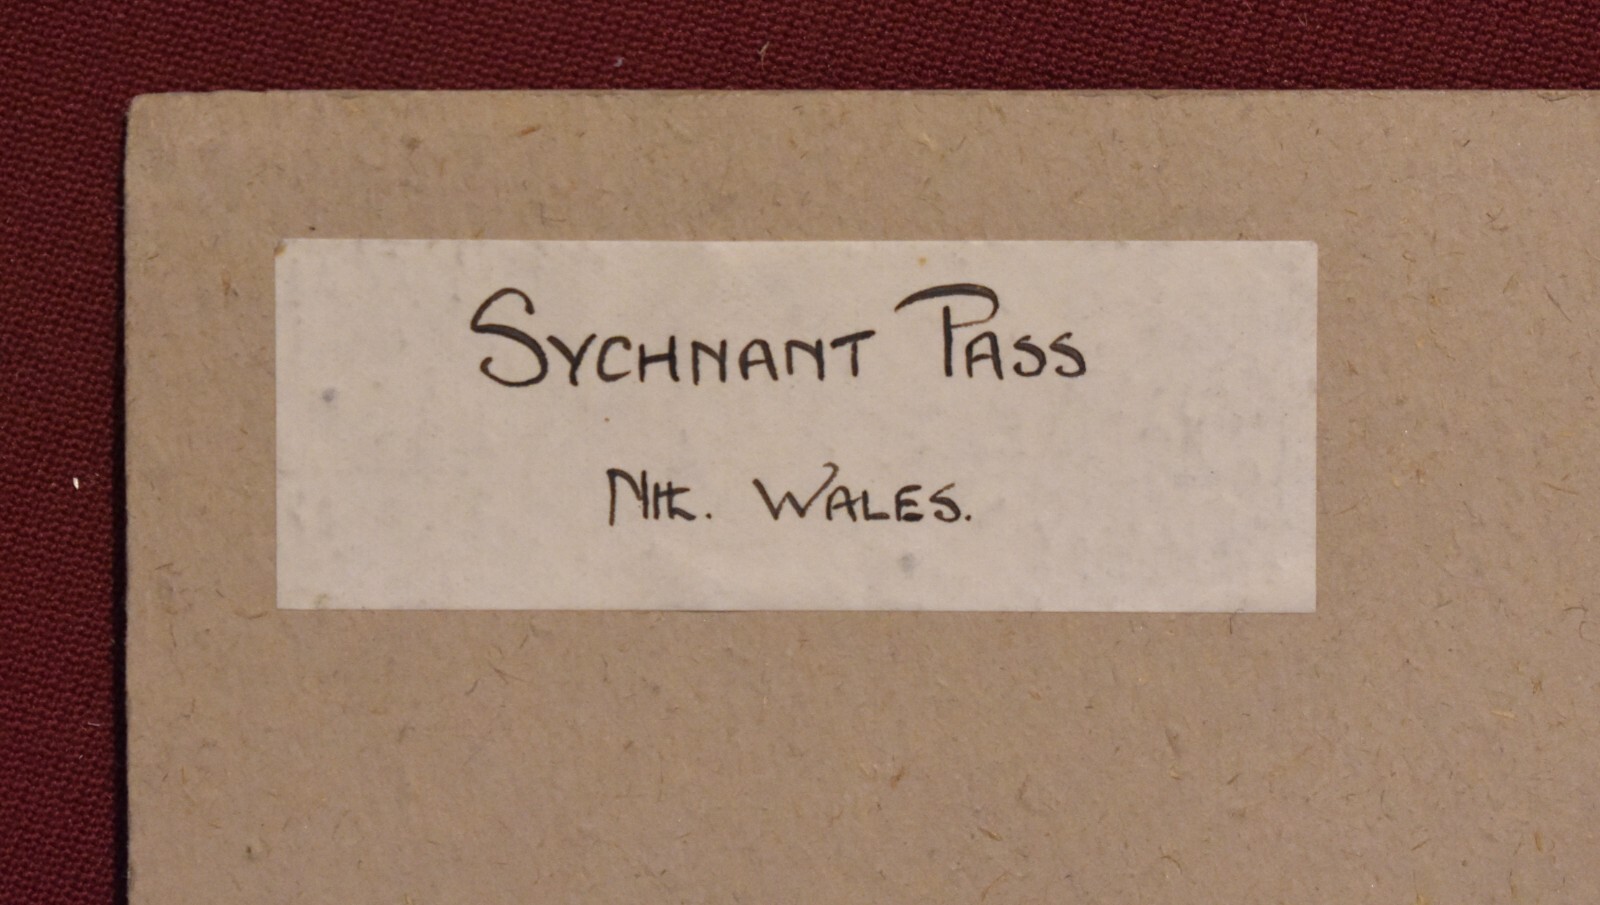 Sychnant Pass
Nth. Wales.